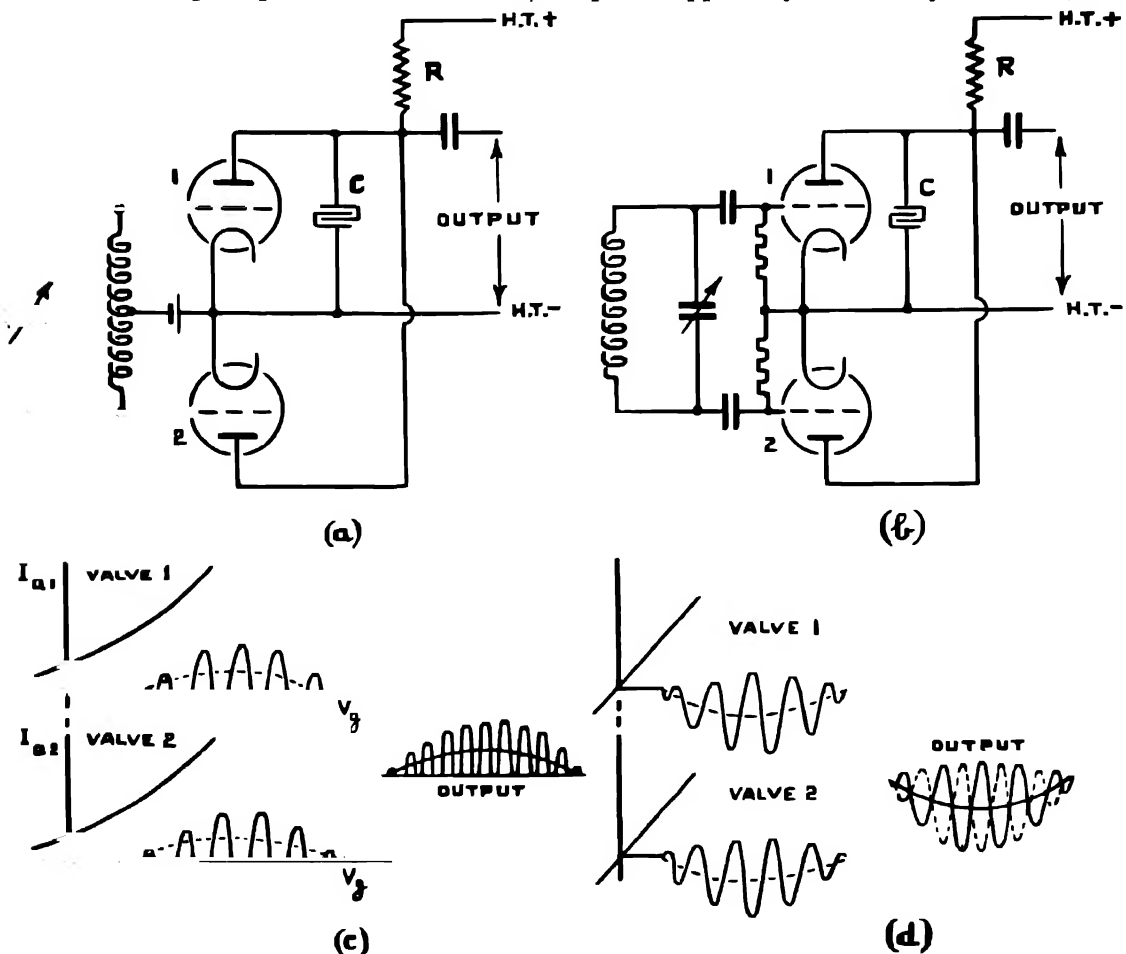 H.T.+
R
1
C
OUTPUT
H.T.-
2
(a)
H.T.+
R
1
C
OUTPUT
H.T.-
2
(b)
Ia1 VALVE 1
Vg
Ia2 VALVE 2
OUTPUT
Vg
(c)
VALVE 1
OUTPUT
VALVE 2
(d)